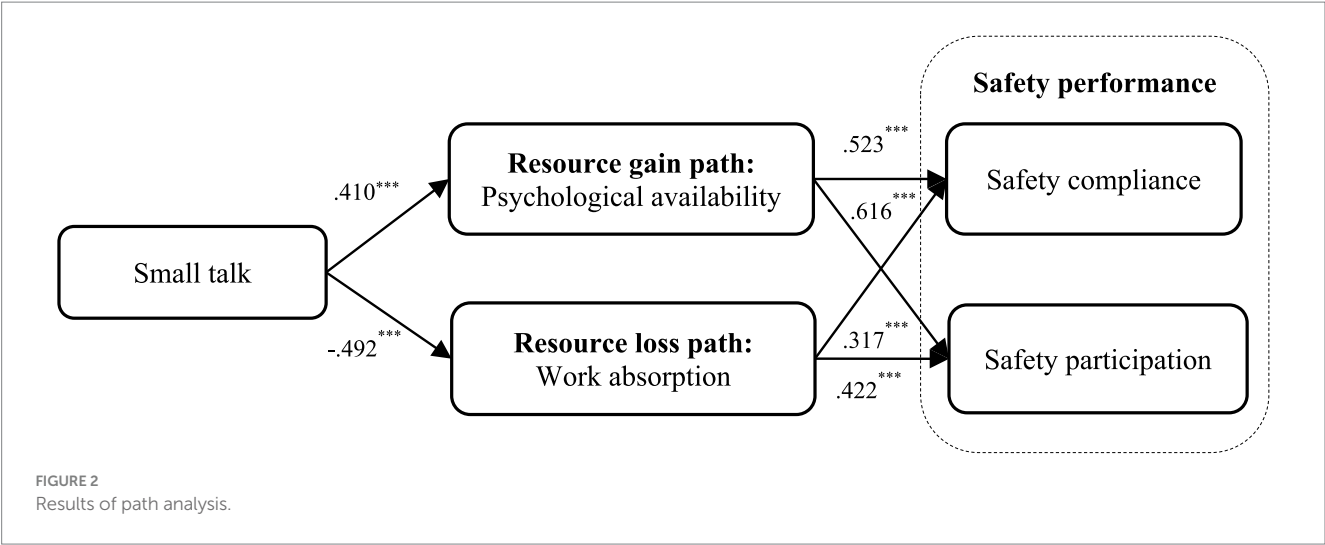 Safety performance
.523***
Resource gain path:
Psychological availability
Safety compliance
.410***
.616***
Small talk
-.492***
Resource loss path:
Work absorption
.317***
Safety participation
.422***
FIGURE 2
Results of path analysis.